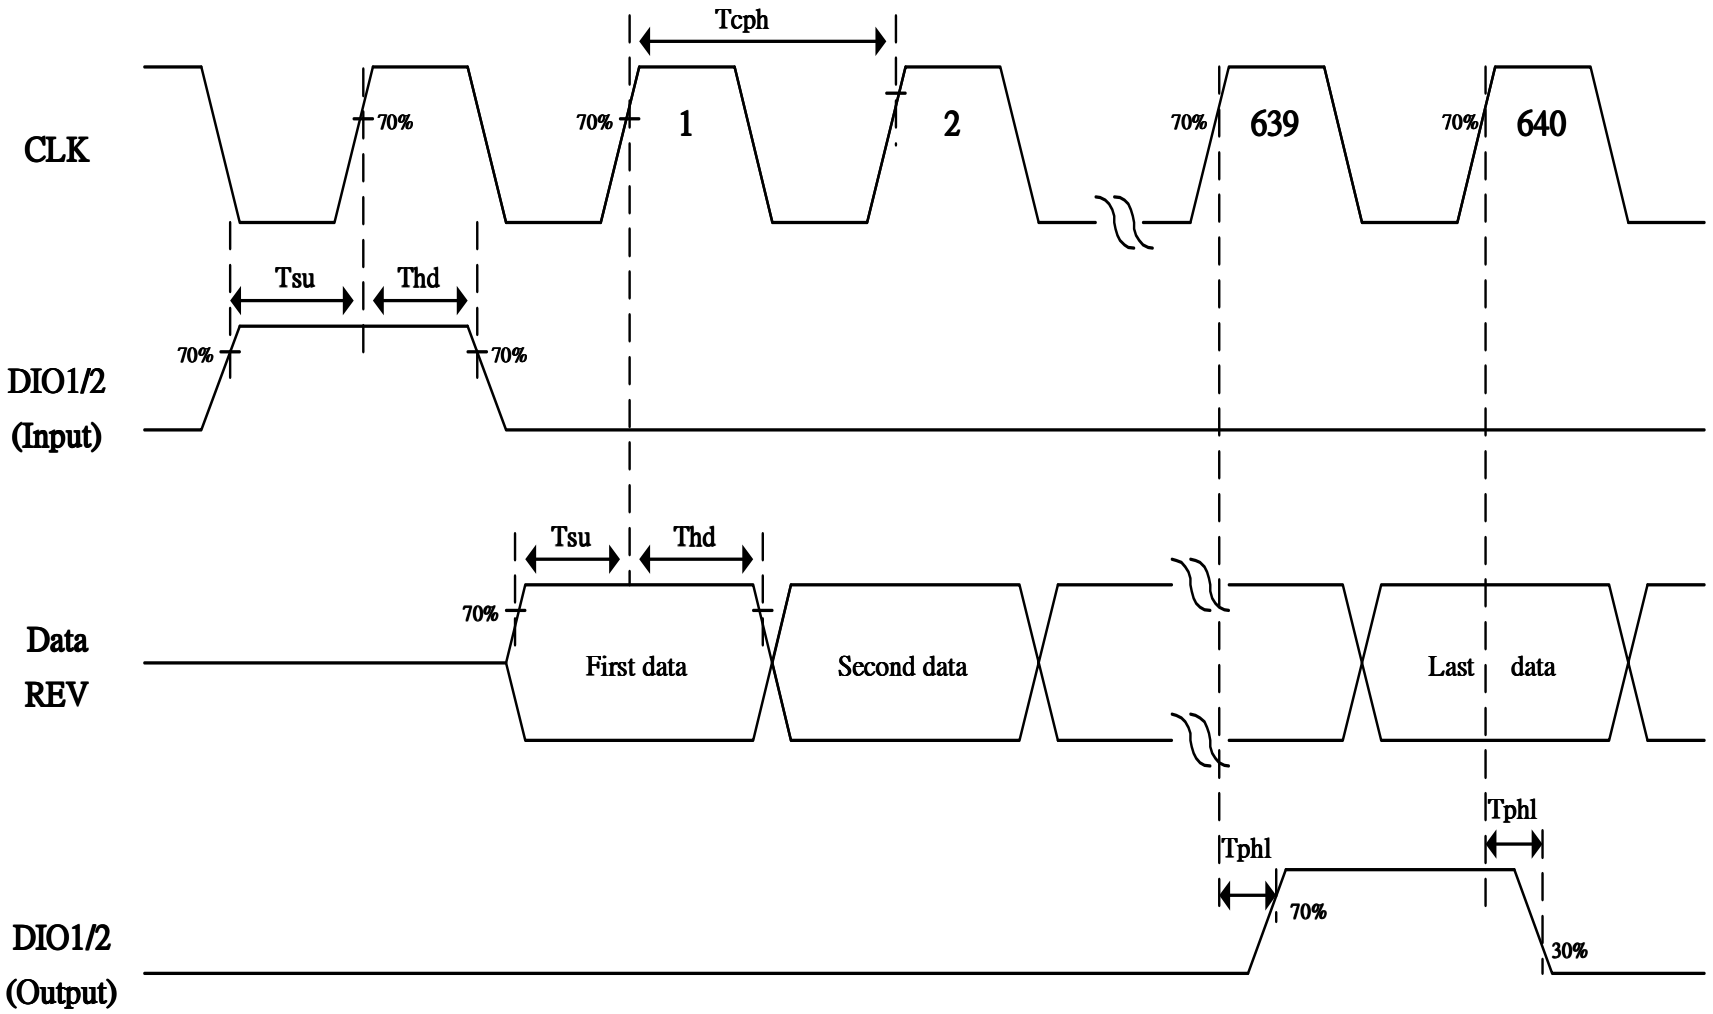 Tcph
CLK
70%
70%
1
2
70%
639
70%
640
Tsu
Thd
70%
70%
DIO1/2
(Input)
Tsu
Thd
70%
Data
REV
First data
Second data
Last data
Tphl
Tphl
70%
DIO1/2
(Output)
30%